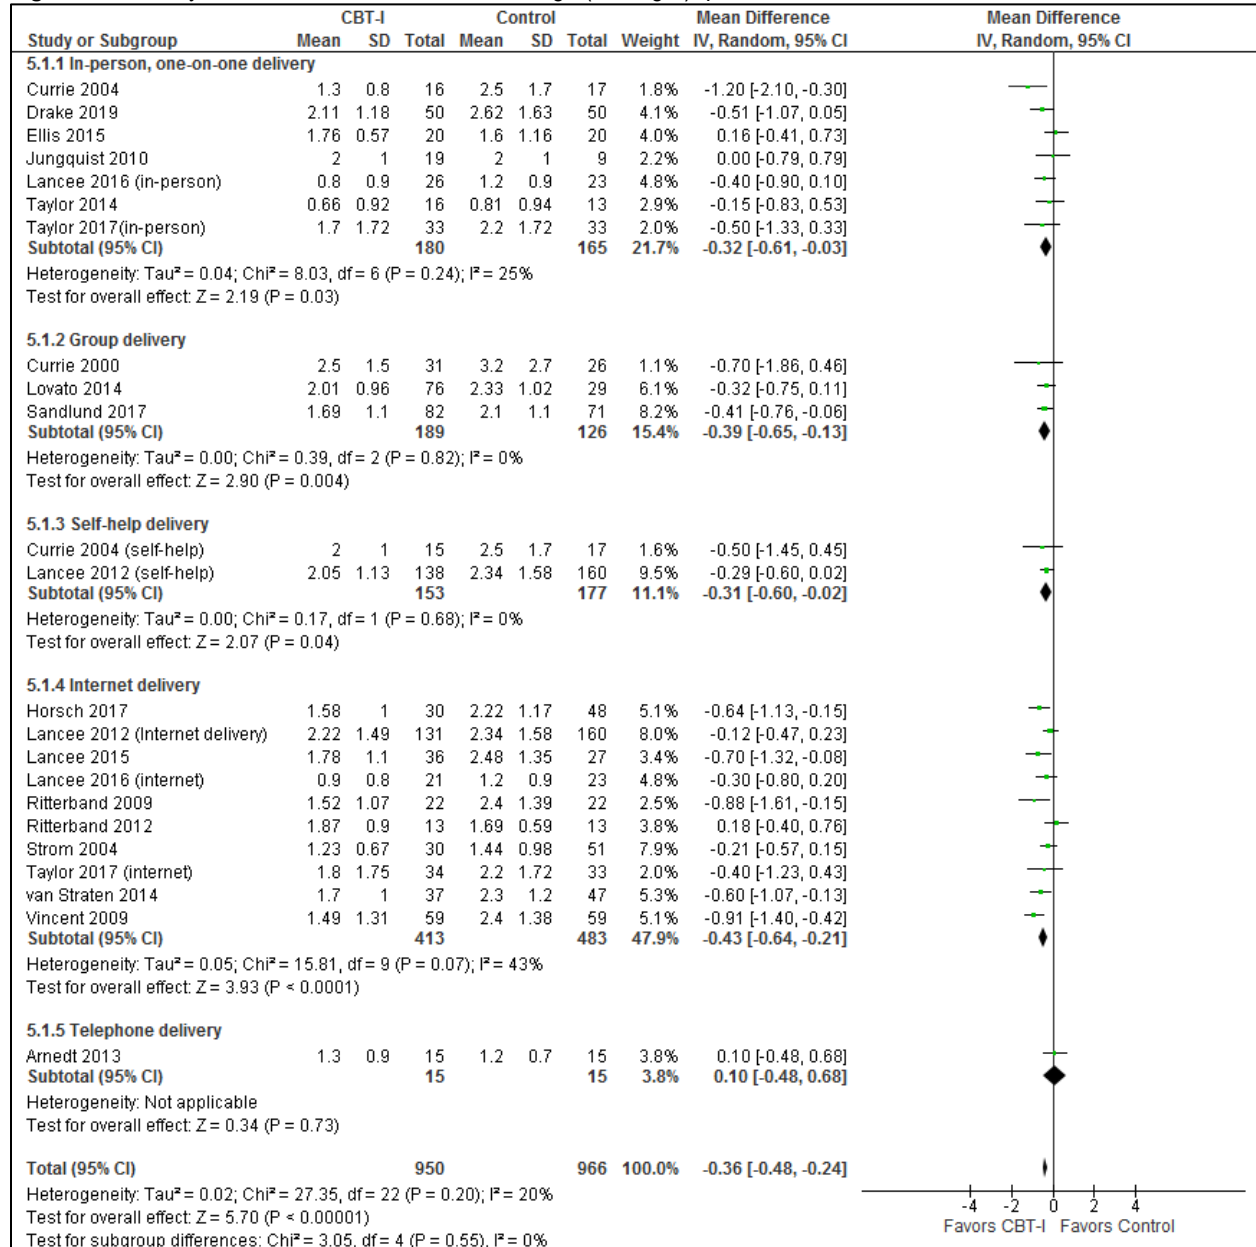 CBT-I Control Mean Difference Mean Difference
Study or Subgroup Mean SD Total Mean SD Total Weight IV, Random, 95% CI IV, Random, 95% CI
5.1.1 In-person, one-on-one delivery
Currie 2004 1.3 0.8 16 2.5 1.7 17 1.8% -1.20 [-2.10, -0.30]
Drake 2019 2.11 1.18 50 2.62 1.63 50 4.1% -0.51 [-1.07, 0.05]
Ellis 2015 1.76 0.57 20 1.6 1.16 20 4.0% 0.16 [-0.41, 0.73]
Jungquist 2010 2 1 19 2 1 9 2.2% 0.00 [-0.79, 0.79]
Lancee 2016 (in-person) 0.8 0.9 26 1.2 0.9 23 4.8% -0.40 [-0.90, 0.10]
Taylor 2014 0.66 0.92 16 0.81 0.94 13 2.9% -0.15 [-0.83, 0.53]
Taylor 2017(in-person) 1.7 1.72 33 2.2 1.72 33 2.0% -0.50 [-1.33, 0.33]
Subtotal (95% CI) 180 165 21.7% -0.32 [-0.61, -0.03]
Heterogeneity: Tau² = 0.04; Chi² = 8.03, df = 6 (P = 0.24); I² = 25%
Test for overall effect: Z = 2.19 (P = 0.03)
5.1.2 Group delivery
Currie 2000 2.5 1.5 31 3.2 2.7 26 1.1% -0.70 [-1.86, 0.46]
Lovato 2014 2.01 0.96 76 2.33 1.02 29 6.1% -0.32 [-0.75, 0.11]
Sandlund 2017 1.69 1.1 82 2.1 1.1 71 8.2% -0.41 [-0.76, -0.06]
Subtotal (95% CI) 189 126 15.4% -0.39 [-0.65, -0.13]
Heterogeneity: Tau² = 0.00; Chi² = 0.39, df = 2 (P = 0.82); I² = 0%
Test for overall effect: Z = 2.90 (P = 0.004)
5.1.3 Self-help delivery
Currie 2004 (self-help) 2 1 15 2.5 1.7 17 1.6% -0.50 [-1.45, 0.45]
Lancee 2012 (self-help) 2.05 1.13 138 2.34 1.58 160 9.5% -0.29 [-0.60, 0.02]
Subtotal (95% CI) 153 177 11.1% -0.31 [-0.60, -0.02]
Heterogeneity: Tau² = 0.00; Chi² = 0.17, df = 1 (P = 0.68); I² = 0%
Test for overall effect: Z = 2.07 (P = 0.04)
5.1.4 Internet delivery
Horsch 2017 1.58 1 30 2.22 1.17 48 5.1% -0.64 [-1.13, -0.15]
Lancee 2012 (Internet delivery) 2.22 1.49 131 2.34 1.58 160 8.0% -0.12 [-0.47, 0.23]
Lancee 2015 1.78 1.1 36 2.48 1.35 27 3.4% -0.70 [-1.32, -0.08]
Lancee 2016 (internet) 0.9 0.8 21 1.2 0.9 23 4.8% -0.30 [-0.80, 0.20]
Ritterband 2009 1.52 1.07 22 2.4 1.39 22 2.5% -0.88 [-1.61, -0.15]
Ritterband 2012 1.87 0.9 13 1.69 0.59 13 3.8% 0.18 [-0.40, 0.76]
Strom 2004 1.23 0.67 30 1.44 0.98 51 7.9% -0.21 [-0.57, 0.15]
Taylor 2017 (internet) 1.8 1.75 34 2.2 1.72 33 2.0% -0.40 [-1.23, 0.43]
van Straten 2014 1.7 1 37 2.3 1.2 47 5.3% -0.60 [-1.07, -0.13]
Vincent 2009 1.49 1.31 59 2.4 1.38 59 5.1% -0.91 [-1.40, -0.42]
Subtotal (95% CI) 413 483 47.9% -0.43 [-0.64, -0.21]
Heterogeneity: Tau² = 0.05; Chi² = 15.81, df = 9 (P = 0.07); I² = 43%
Test for overall effect: Z = 3.93 (P < 0.0001)
5.1.5 Telephone delivery
Arnedt 2013 1.3 0.9 15 1.2 0.7 15 3.8% 0.10 [-0.48, 0.68]
Subtotal (95% CI) 15 15 3.8% 0.10 [-0.48, 0.68]
Heterogeneity: Not applicable
Test for overall effect: Z = 0.34 (P = 0.73)
Total (95% CI) 950 966 100.0% -0.36 [-0.48, -0.24]
Heterogeneity: Tau² = 0.02; Chi² = 27.35, df = 22 (P = 0.20); I² = 20%
Test for overall effect: Z = 5.70 (P < 0.00001)
Test for subgroup differences: Chi² = 3.05, df = 4 (P = 0.55), I² = 0%
-4 -2 0 2 4
Favors CBT-I Favors Control